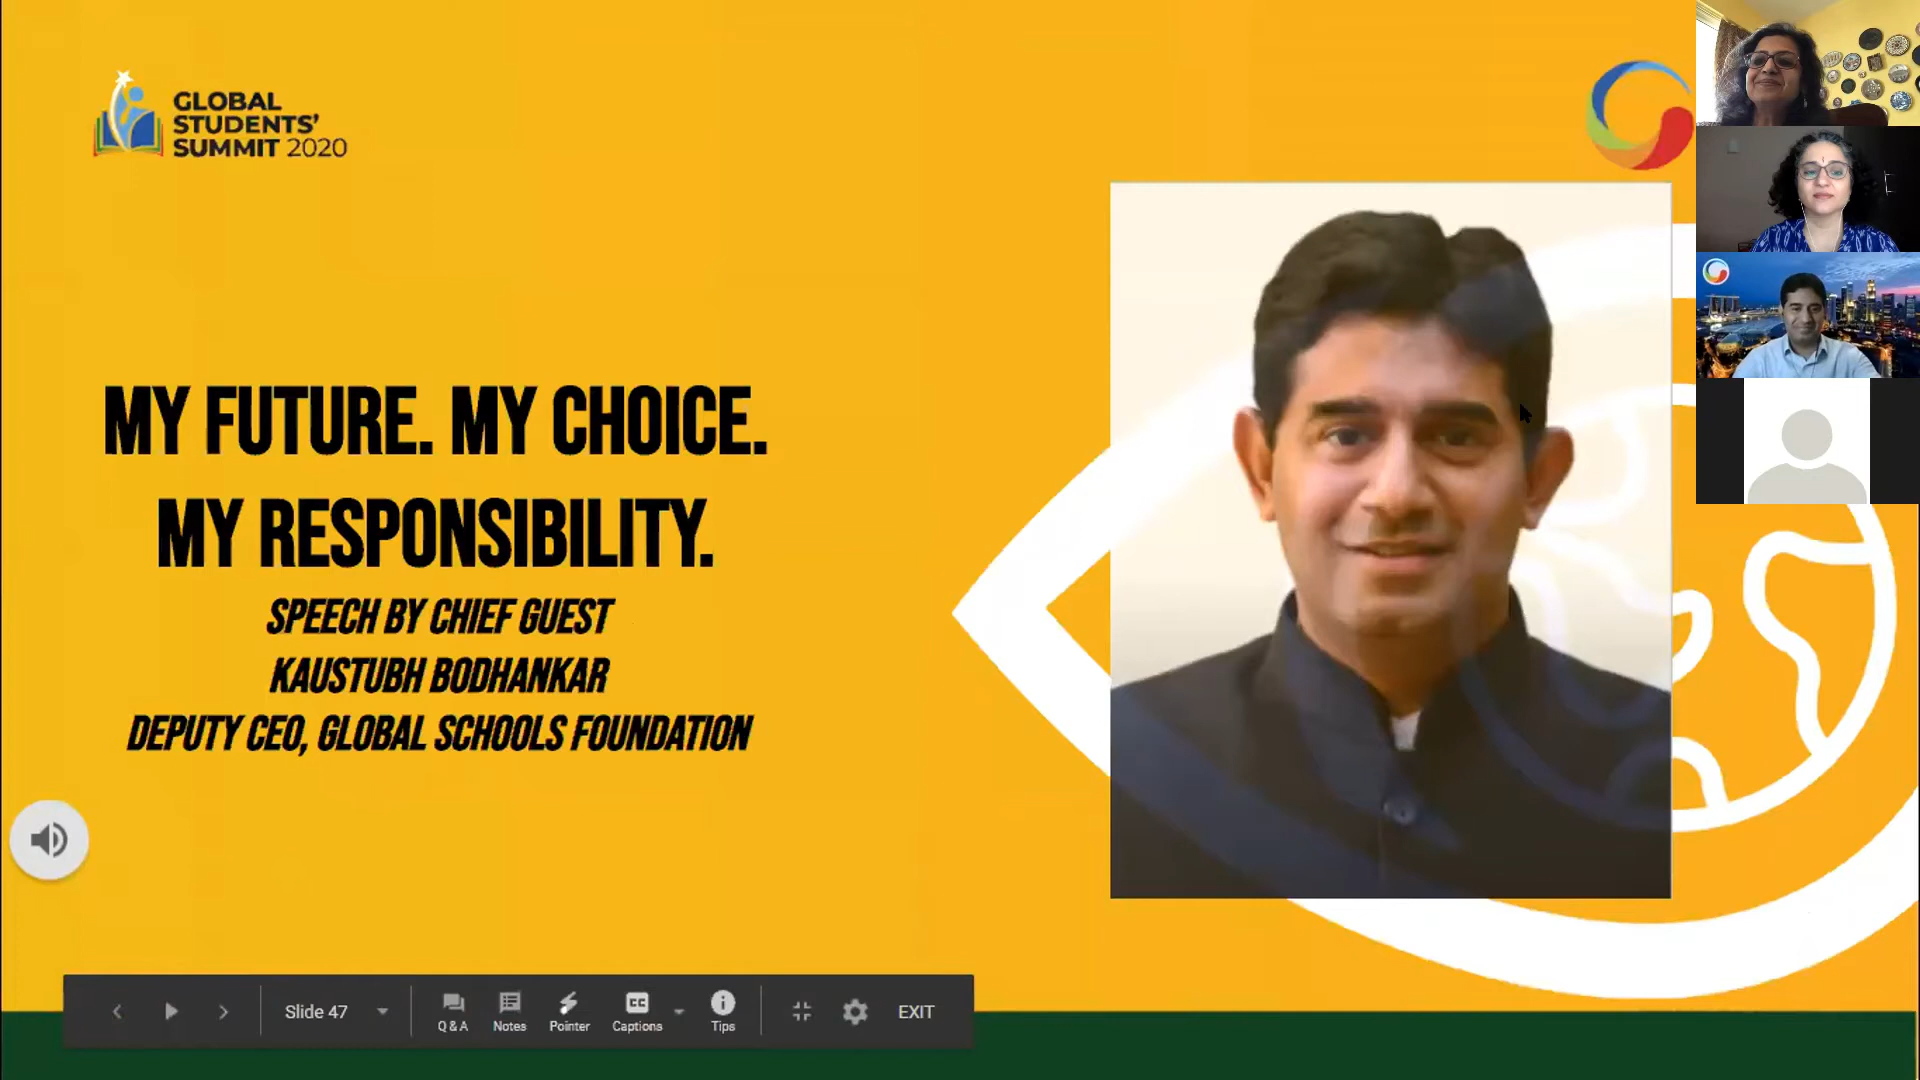 GLOBAL
STUDENTS'
SUMMIT 2020
MY FUTURE. MY CHOICE.
MY RESPONSIBILITY.
SPEECH BY CHIEF GUEST
KAUSTUBH BODHANKAR
DEPUTY CEO, GLOBAL SCHOOLS FOUNDATION
Slide 47
Q & A
Notes
CC
Pointer
Captions
Tips
EXIT